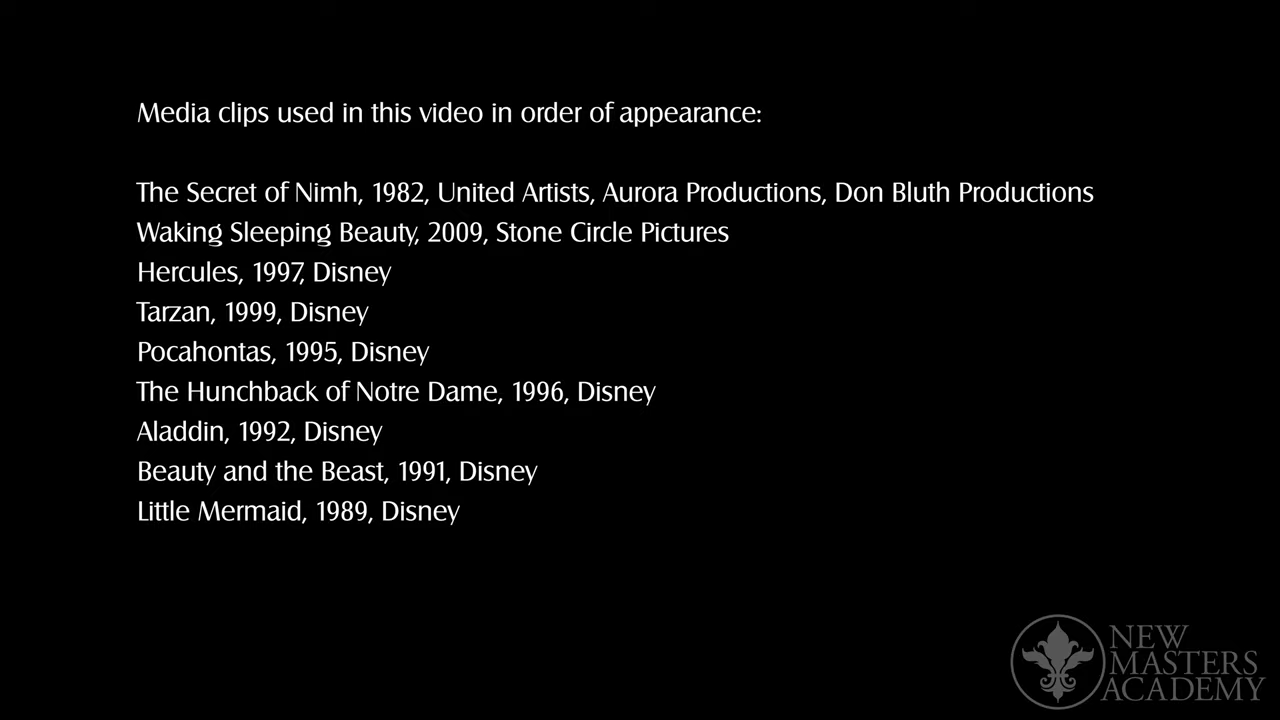 Media clips used in this video in order of appearance:
The Secret of Nimh, 1982, United Artists, Aurora Productions, Don Bluth Productions
Waking Sleeping Beauty, 2009, Stone Circle Pictures
Hercules, 1997, Disney
Tarzan, 1999, Disney
Pocahontas, 1995, Disney
The Hunchback of Notre Dame, 1996, Disney
Aladdin, 1992, Disney
Beauty and the Beast, 1991, Disney
Little Mermaid, 1989, Disney
NEW
MASTERS
ACADEMY